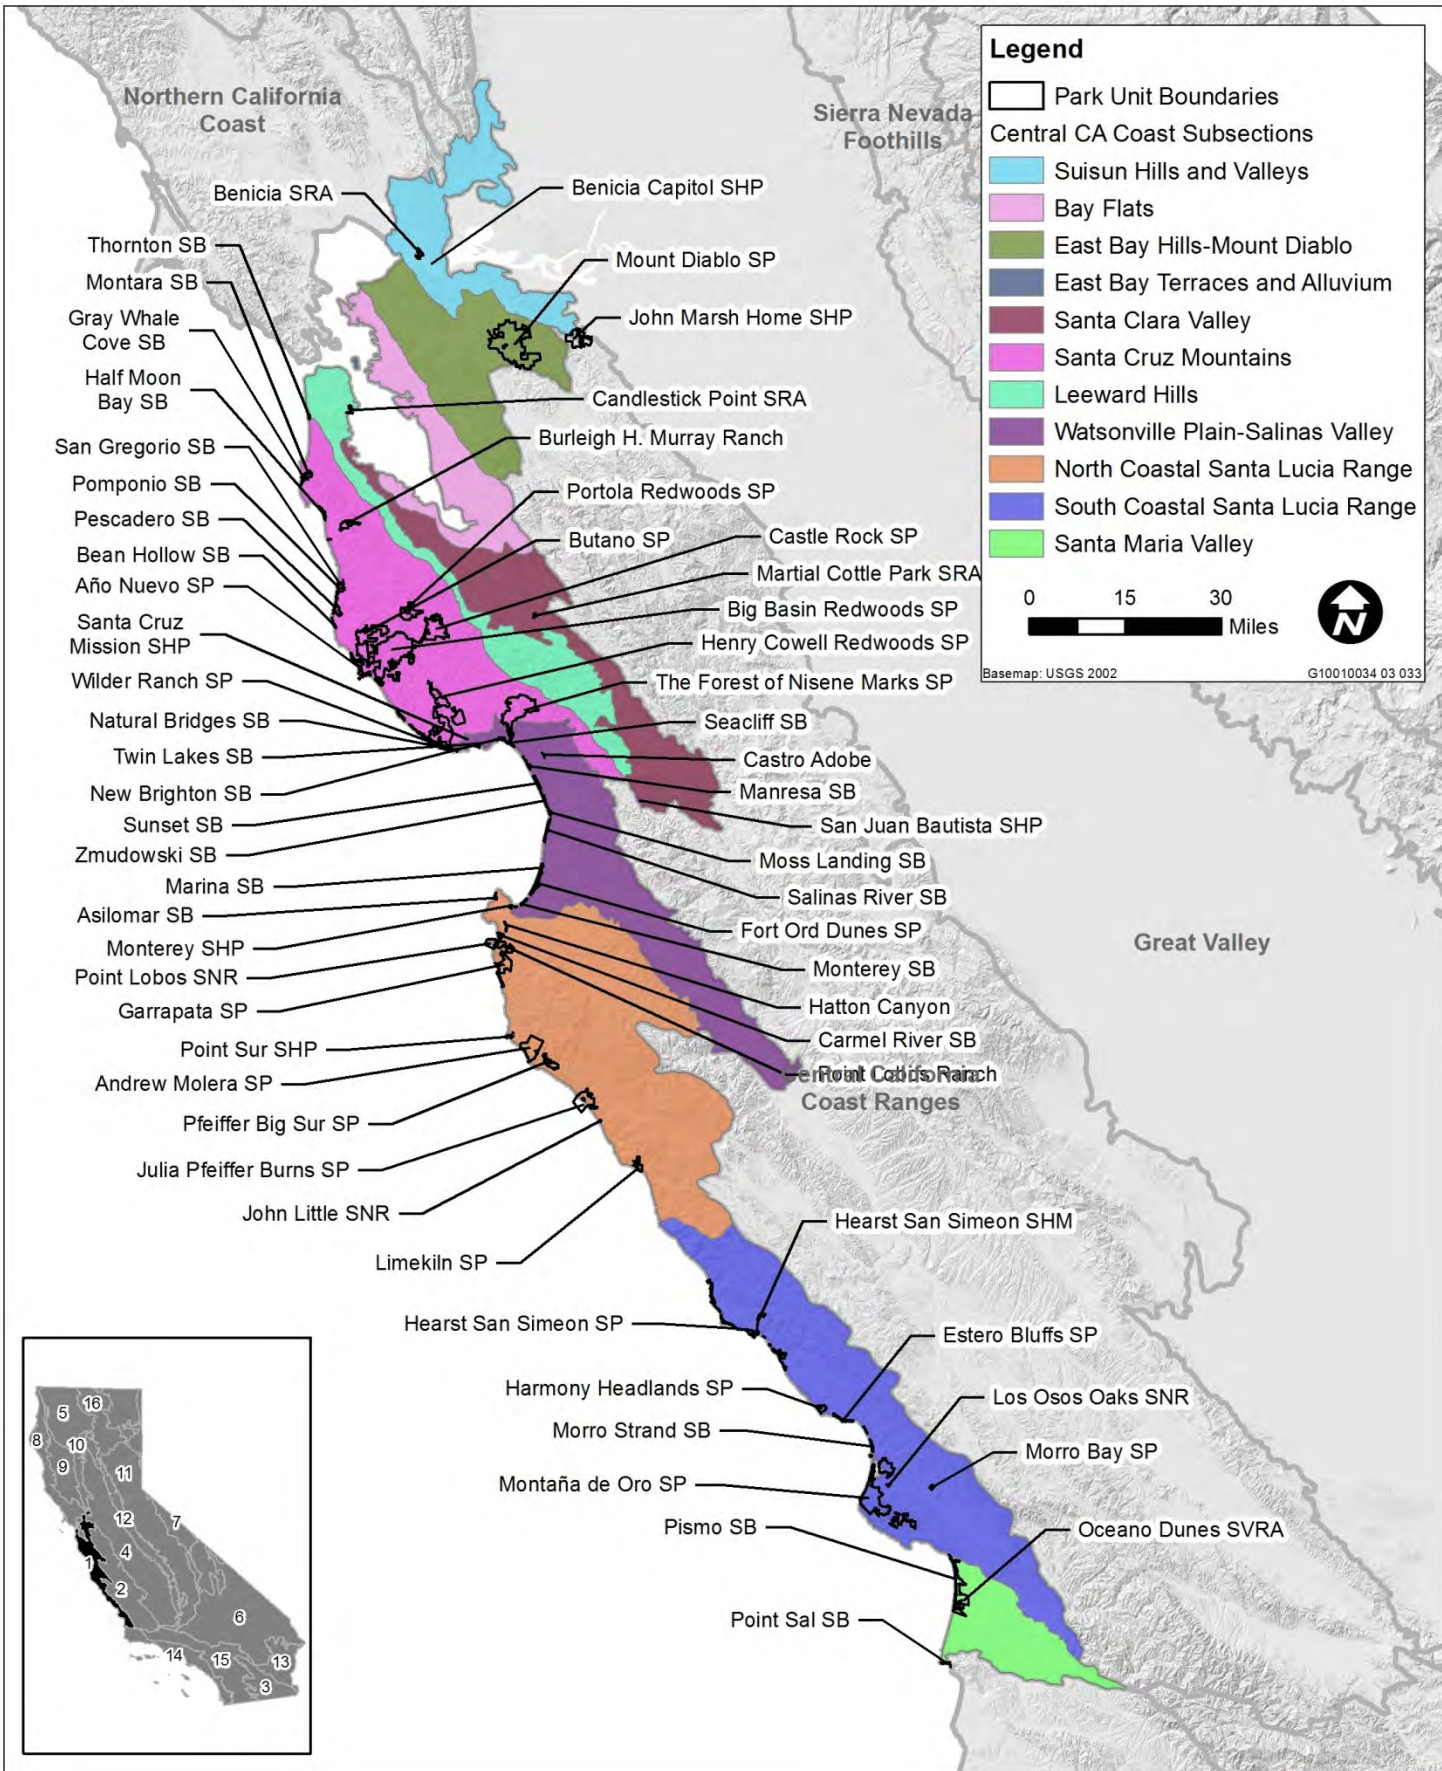 Legend
Park Unit Boundaries
Central CA Coast Subsections
Suisun Hills and Valleys
Bay Flats
East Bay Hills-Mount Diablo
East Bay Terraces and Alluvium
Santa Clara Valley
Santa Cruz Mountains
Leeward Hills
Watsonville Plain-Salinas Valley
North Coastal Santa Lucia Range
South Coastal Santa Lucia Range
Santa Maria Valley
0 15 30
Miles
N
Basemap: USGS 2002
G10010034 03 033
Northern California
Coast
Sierra Nevada
Foothills
Great Valley
Central California
Coast Ranges
Benicia SRA
Thornton SB
Montara SB
Gray Whale
Cove SB
Half Moon
Bay SB
San Gregorio SB
Pomponio SB
Pescadero SB
Bean Hollow SB
Año Nuevo SP
Santa Cruz
Mission SHP
Wilder Ranch SP
Natural Bridges SB
Twin Lakes SB
New Brighton SB
Sunset SB
Zmudowski SB
Marina SB
Asilomar SB
Monterey SHP
Point Lobos SNR
Garrapata SP
Point Sur SHP
Andrew Molera SP
Pfeiffer Big Sur SP
Julia Pfeiffer Burns SP
John Little SNR
Limekiln SP
Hearst San Simeon SP
Harmony Headlands SP
Morro Strand SB
Montaña de Oro SP
Pismo SB
Point Sal SB
Benicia Capitol SHP
Mount Diablo SP
John Marsh Home SHP
Candlestick Point SRA
Burleigh H. Murray Ranch
Portola Redwoods SP
Butano SP
Castle Rock SP
Martial Cottle Park SRA
Big Basin Redwoods SP
Henry Cowell Redwoods SP
The Forest of Nisene Marks SP
Seacliff SB
Castro Adobe
Manresa SB
San Juan Bautista SHP
Moss Landing SB
Salinas River SB
Fort Ord Dunes SP
Monterey SB
Hatton Canyon
Carmel River SB
Point Lobos Ranch
Hearst San Simeon SHM
Estero Bluffs SP
Los Osos Oaks SNR
Morro Bay SP
Oceano Dunes SVRA
5 16
8 10
9 11
12 7
1 4
2
6
14 15 13
3